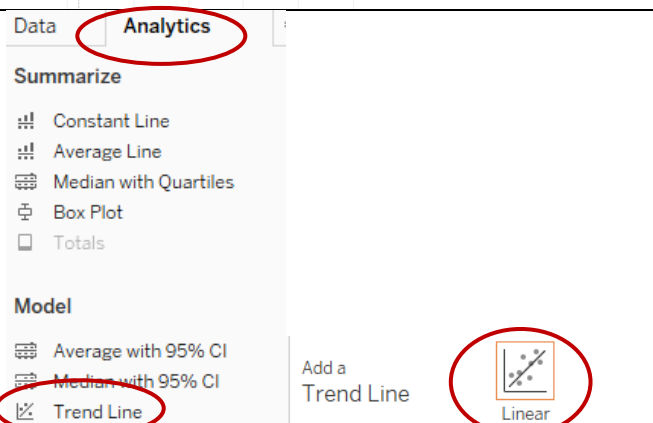 Data Analytics
Summarize
Constant Line
Average Line
Median with Quartiles
Box Plot
Totals
Model
Average with 95% CI
Median with 95% CI
Trend Line
Add a
Trend Line
Linear